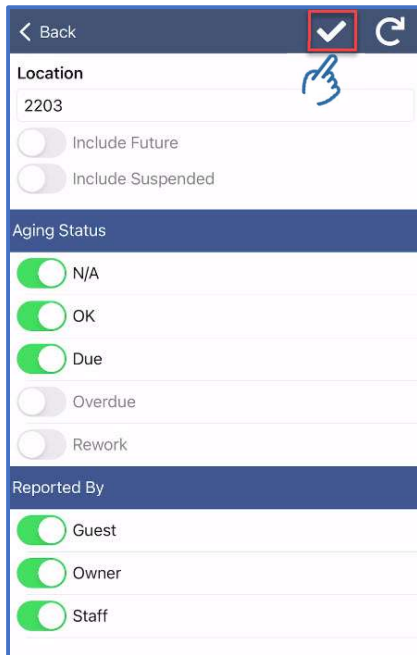 Back
Location
2203
Include Future
Include Suspended
Aging Status
N/A
OK
Due
Overdue
Rework
Reported By
Guest
Owner
Staff